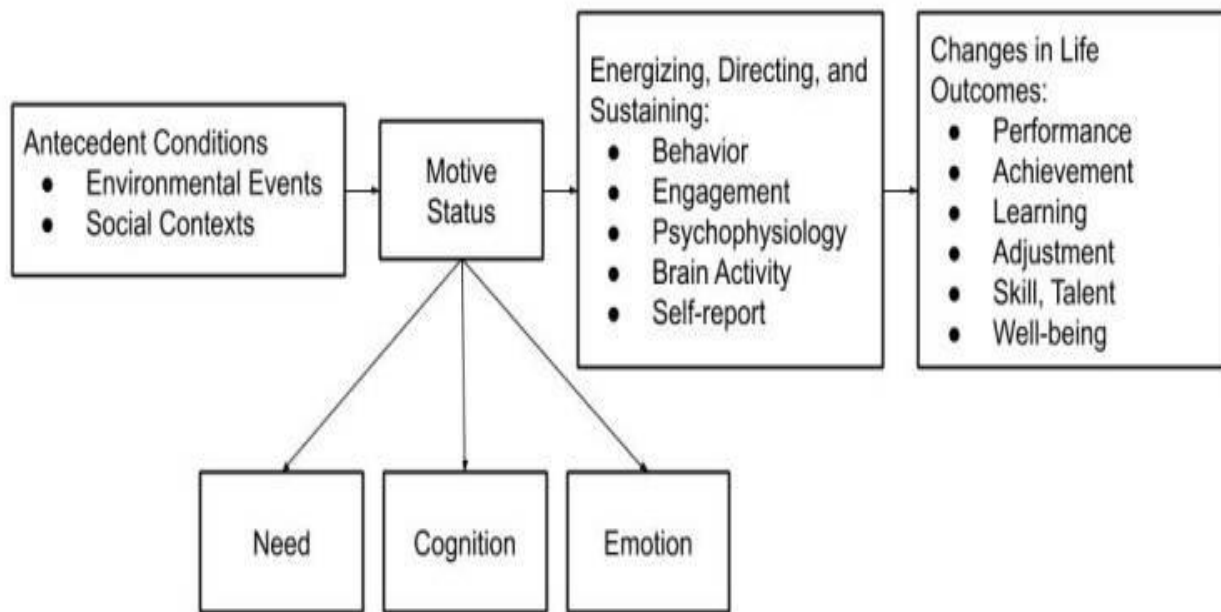 Antecedent Conditions
● Environmental Events
● Social Contexts
Motive
Status
Energizing, Directing, and
Sustaining:
● Behavior
● Engagement
● Psychophysiology
● Brain Activity
● Self-report
Changes in Life
Outcomes:
● Performance
● Achievement
● Learning
● Adjustment
● Skill, Talent
● Well-being
Need
Cognition
Emotion